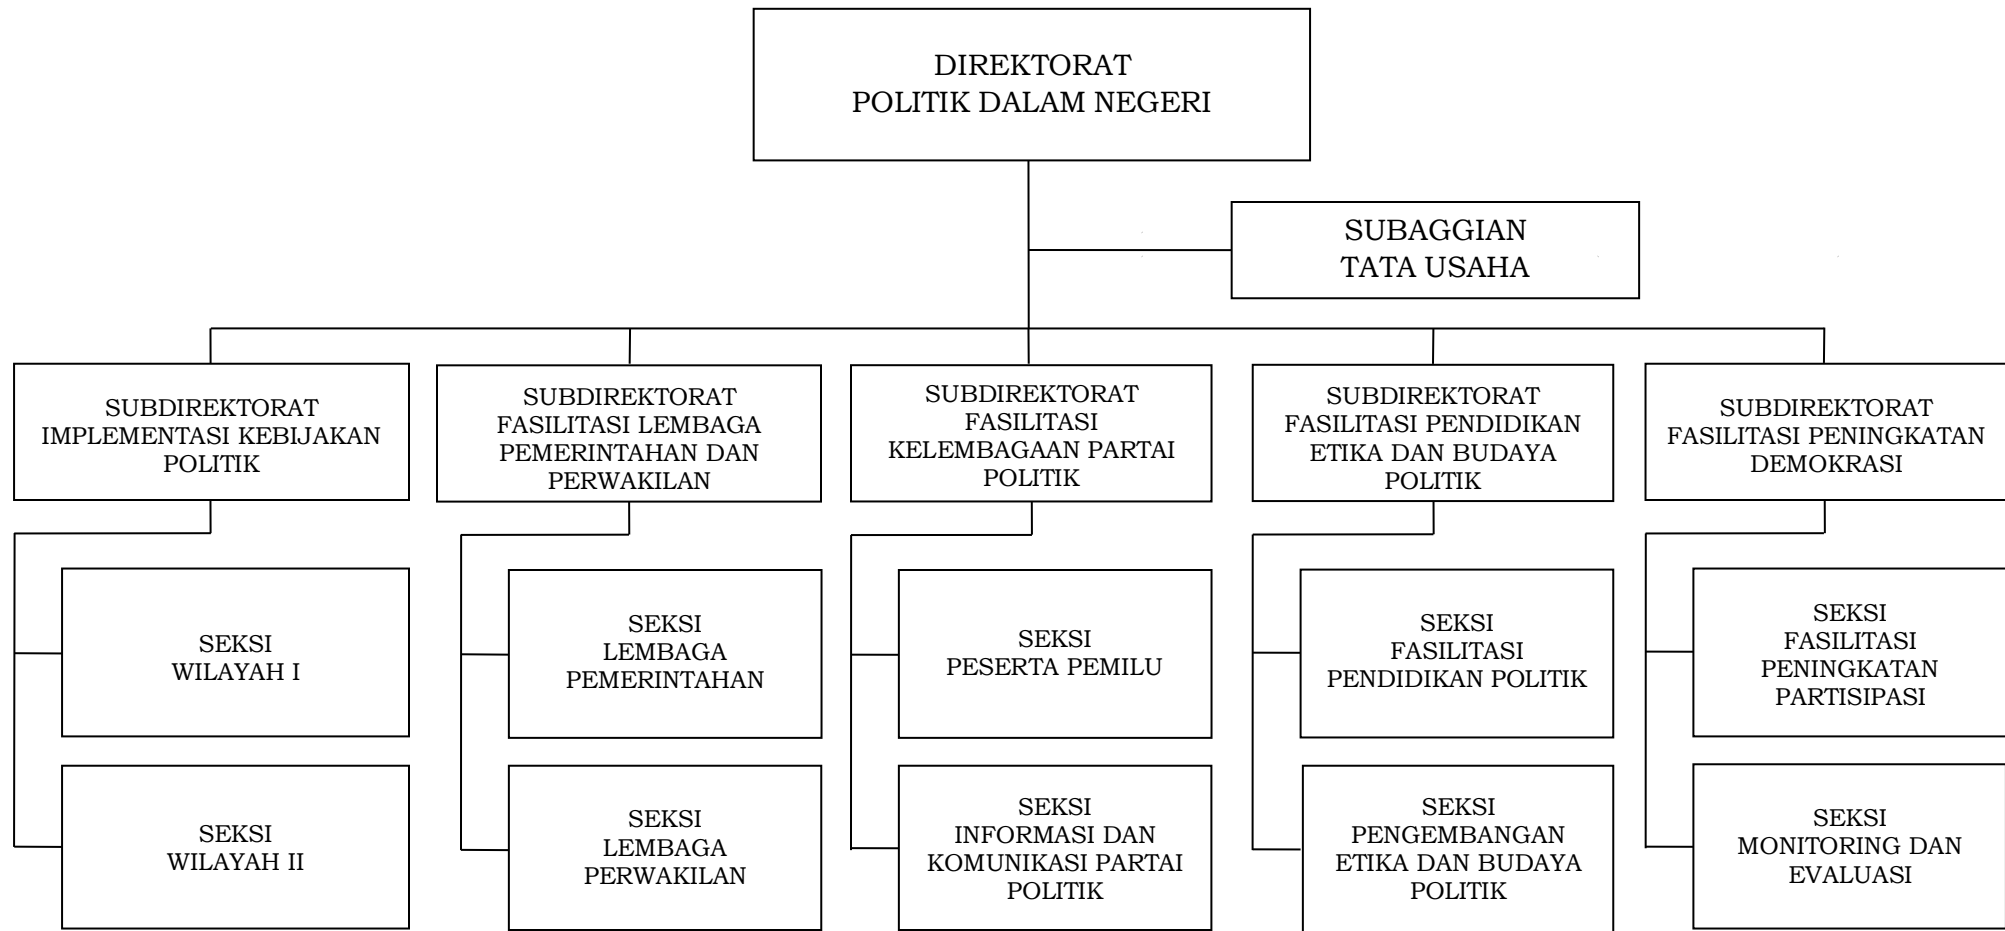 DIREKTORAT
POLITIK DALAM NEGERI
SUBAGGIAN
TATA USAHA
SUBDIREKTORAT
IMPLEMENTASI KEBIJAKAN
POLITIK
SUBDIREKTORAT
FASILITASI LEMBAGA
PEMERINTAHAN DAN
PERWAKILAN
SUBDIREKTORAT
FASILITASI
KELEMBAGAAN PARTAI
POLITIK
SUBDIREKTORAT
FASILITASI PENDIDIKAN
ETIKA DAN BUDAYA
POLITIK
SUBDIREKTORAT
FASILITASI PENINGKATAN
DEMOKRASI
SEKSI
WILAYAH I
SEKSI
LEMBAGA
PEMERINTAHAN
SEKSI
PESERTA PEMILU
SEKSI
FASILITASI
PENDIDIKAN POLITIK
SEKSI
FASILITASI
PENINGKATAN
PARTISIPASI
SEKSI
WILAYAH II
SEKSI
LEMBAGA
PERWAKILAN
SEKSI
INFORMASI DAN
KOMUNIKASI PARTAI
POLITIK
SEKSI
PENGEMBANGAN
ETIKA DAN BUDAYA
POLITIK
SEKSI
MONITORING DAN
EVALUASI